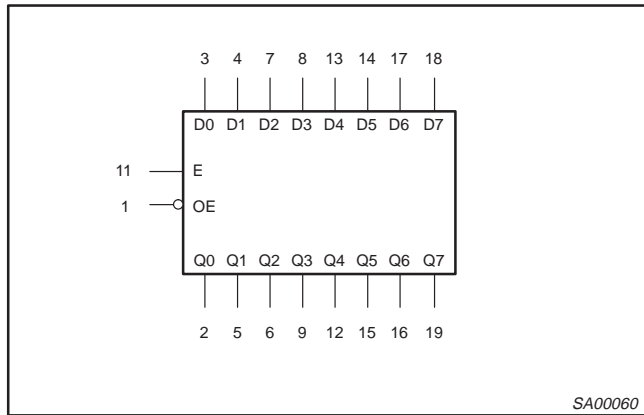 3 4 7 8 13 14 17 18
D0 D1 D2 D3 D4 D5 D6 D7
11 E
1 OE
Q0 Q1 Q2 Q3 Q4 Q5 Q6 Q7
2 5 6 9 12 15 16 19
SA00060